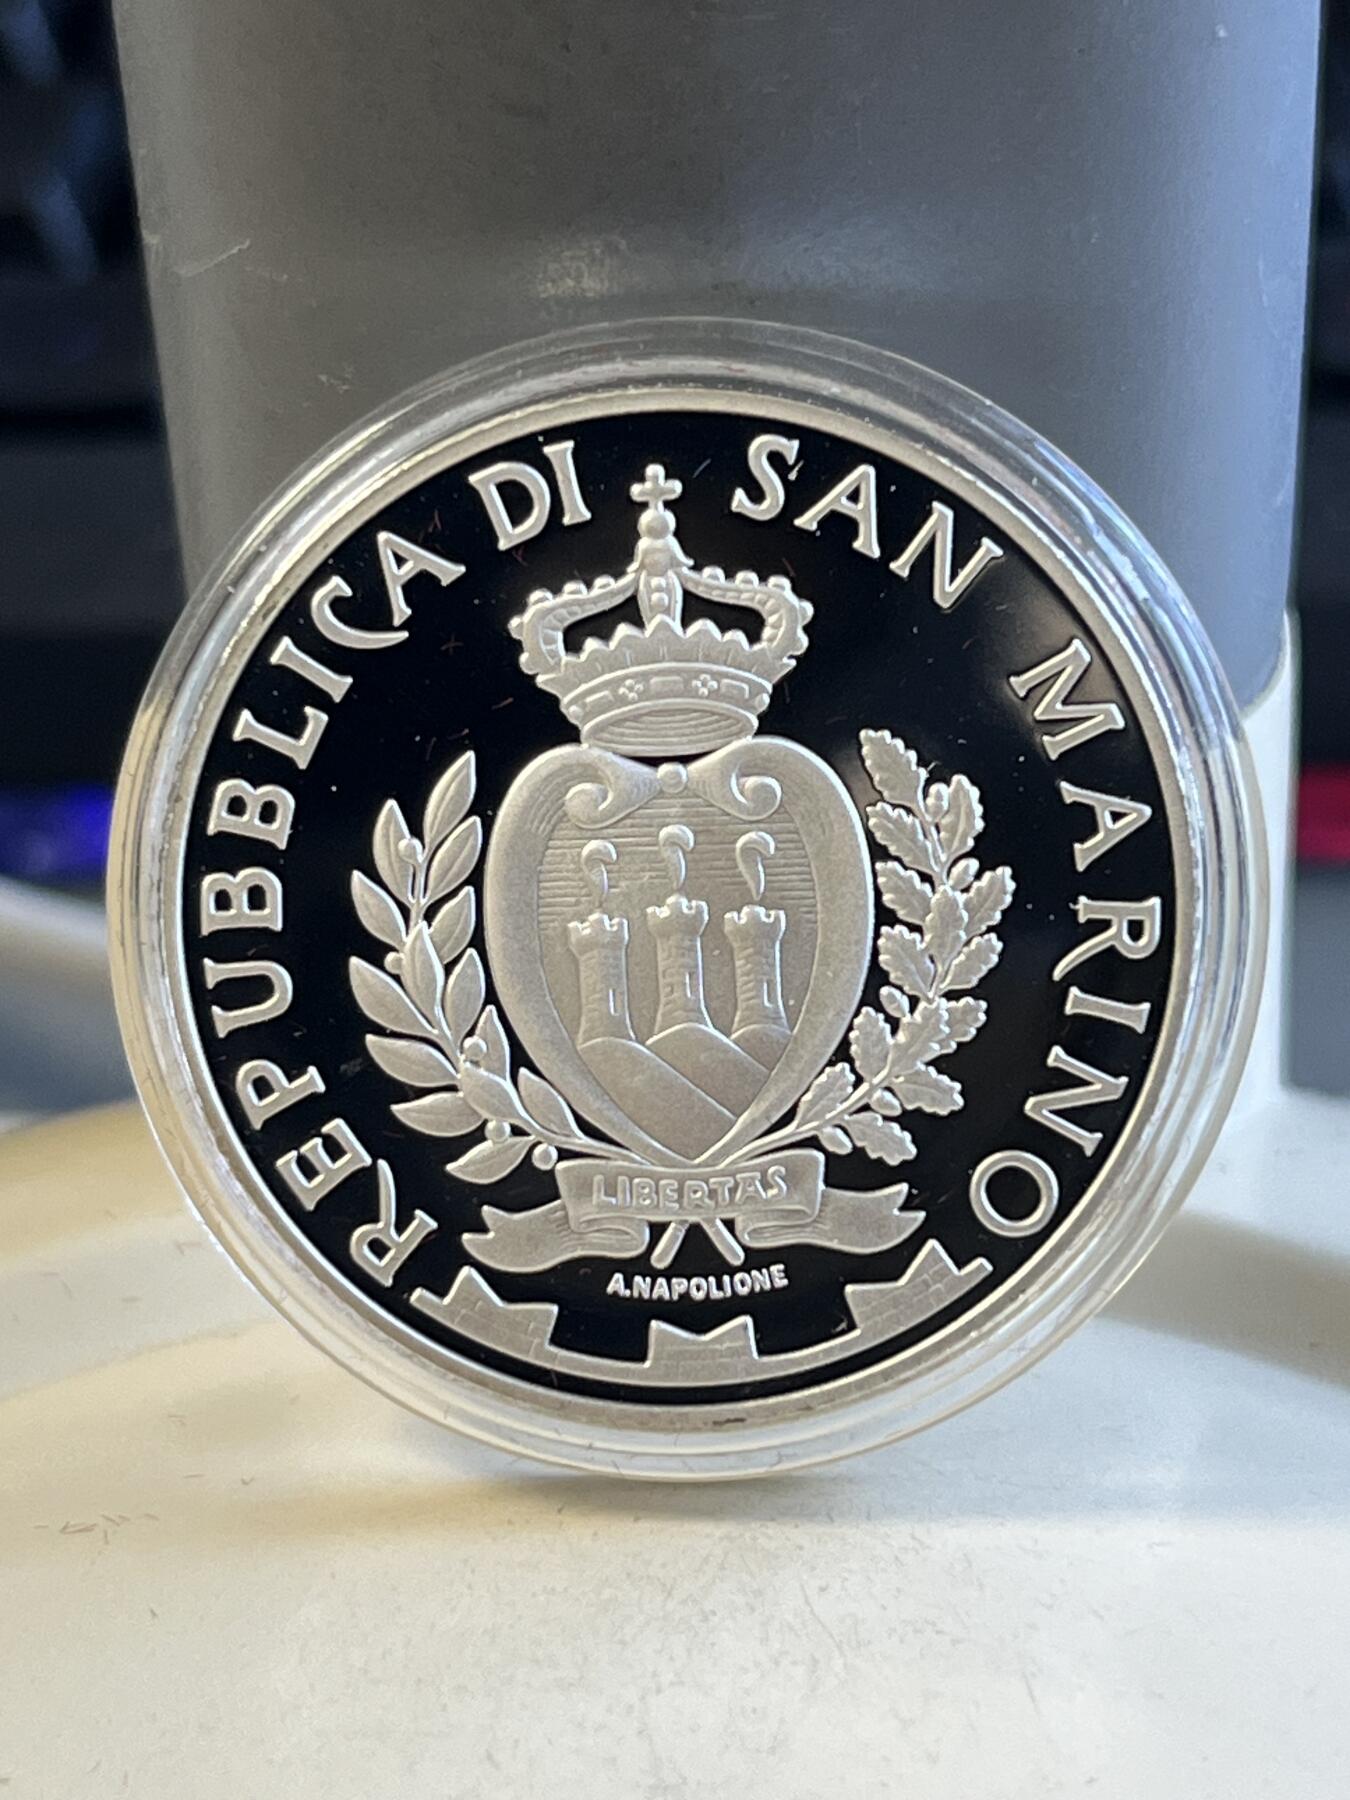 REPUBBLICA DI SAN MARINO
LIBERTAS
A.NAPOLIONE